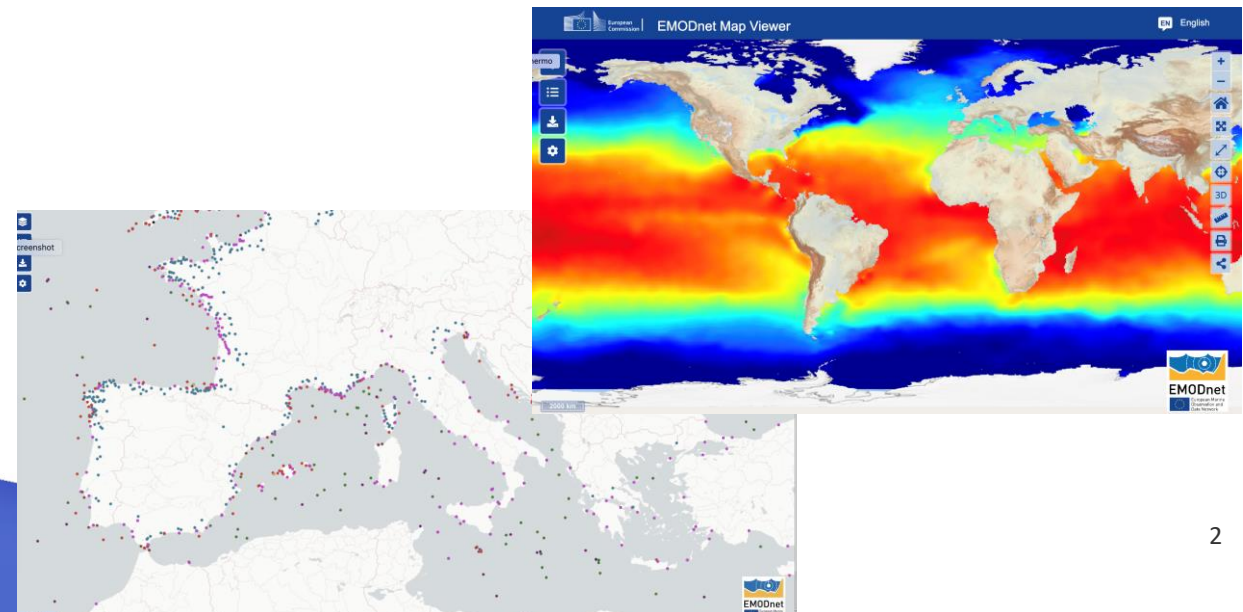 European
Commission
EMODnet Map Viewer
EN English
ermo
+
−
3D
2000 km
EMODnet
European Marine
Observation and
Data Network
creenshot
EMODnet
2